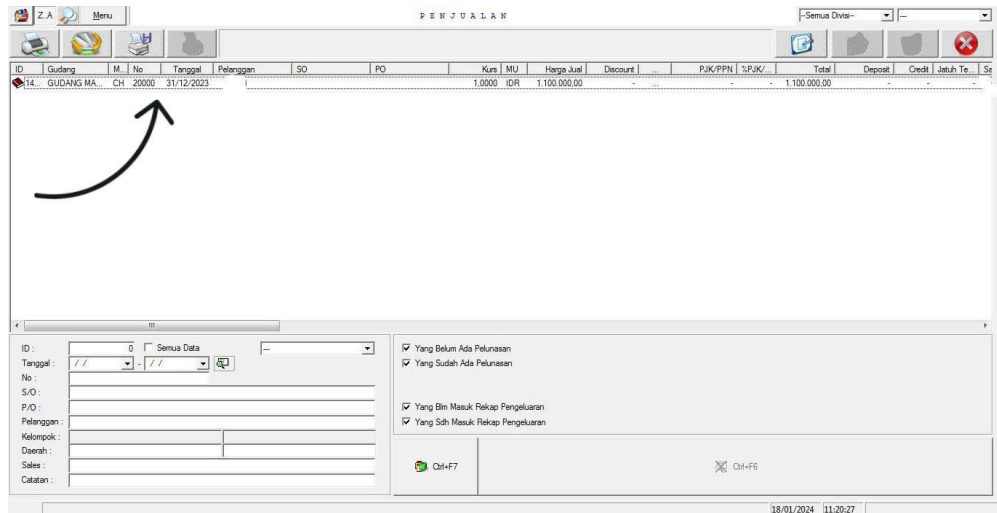 Z.A Menu PENJUALAN --Semua Divisi-- ---
ID Gudang M... No Tanggal Pelanggan SO PO Kurs MU Harga Jual Discount ... PJK/PPN %PJK/... Total Deposit Credit Jatuh Te... Sa
14... GUDANG MA... CH 20000 31/12/2023 1,0000 IDR 1.100.000,00 - ... - - 1.100.000,00 - - -
ID : 0 Semua Data ---
Tanggal : / / - / /
No :
S/O :
P/O :
Pelanggan :
Kelompok :
Daerah :
Sales :
Catatan :
Yang Belum Ada Pelunasan
Yang Sudah Ada Pelunasan
Yang Blm Masuk Rekap Pengeluaran
Yang Sdh Masuk Rekap Pengeluaran
Ctrl+F7 Ctrl+F6
18/01/2024 11:20:27